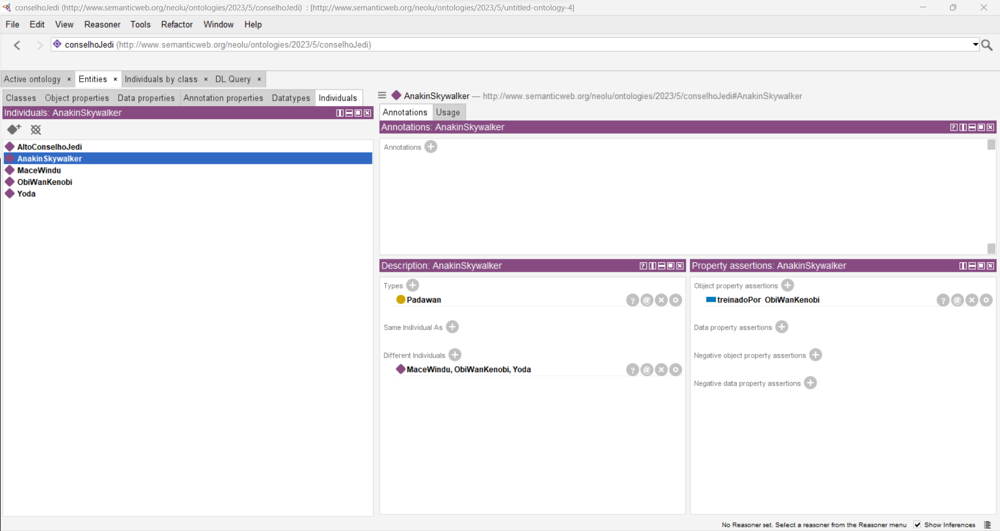 conselhoJedi (http://www.semanticweb.org/neolu/ontologies/2023/5/conselhoJedi) : [http://www.semanticweb.org/neolu/ontologies/2023/5/untitled-ontology-4]
File Edit View Reasoner Tools Refactor Window Help
conselhoJedi (http://www.semanticweb.org/neolu/ontologies/2023/5/conselhoJedi)
Active ontology × Entities × Individuals by class × DL Query ×
Classes Object properties Data properties Annotation properties Datatypes Individuals
Individuals: AnakinSkywalker
AltoConselhoJedi
AnakinSkywalker
MaceWindu
ObiWanKenobi
Yoda
AnakinSkywalker — http://www.semanticweb.org/neolu/ontologies/2023/5/conselhoJedi#AnakinSkywalker
Annotations Usage
Annotations: AnakinSkywalker
Annotations
Description: AnakinSkywalker
Types
Padawan
Same Individual As
Different Individuals
MaceWindu, ObiWanKenobi, Yoda
Property assertions: AnakinSkywalker
Object property assertions
treinadoPor ObiWanKenobi
Data property assertions
Negative object property assertions
Negative data property assertions
No Reasoner set. Select a reasoner from the Reasoner menu Show Inferences